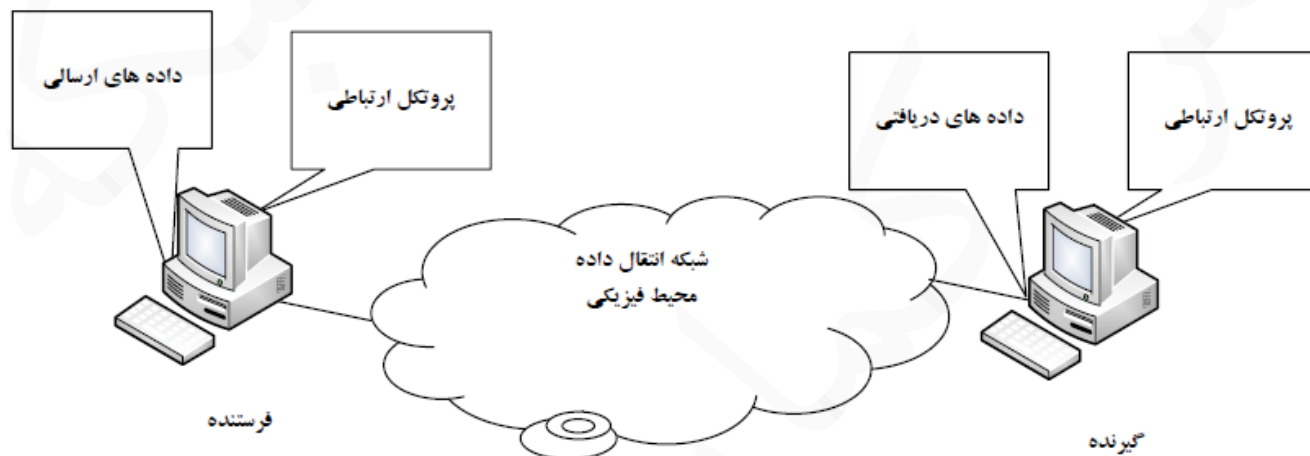 داده های ارسالی
پروتکل ارتباطی
داده های دریافتی
پروتکل ارتباطی
شبکه انتقال داده
محیط فیزیکی
فرستنده
گیرنده